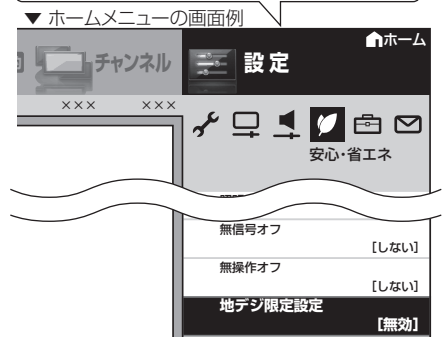 ▼ ホームメニューの画面例
ホーム
チャンネル
設定
××× ×××
安心・省エネ
無信号オフ
[しない]
無操作オフ
[しない]
地デジ限定設定
[無効]